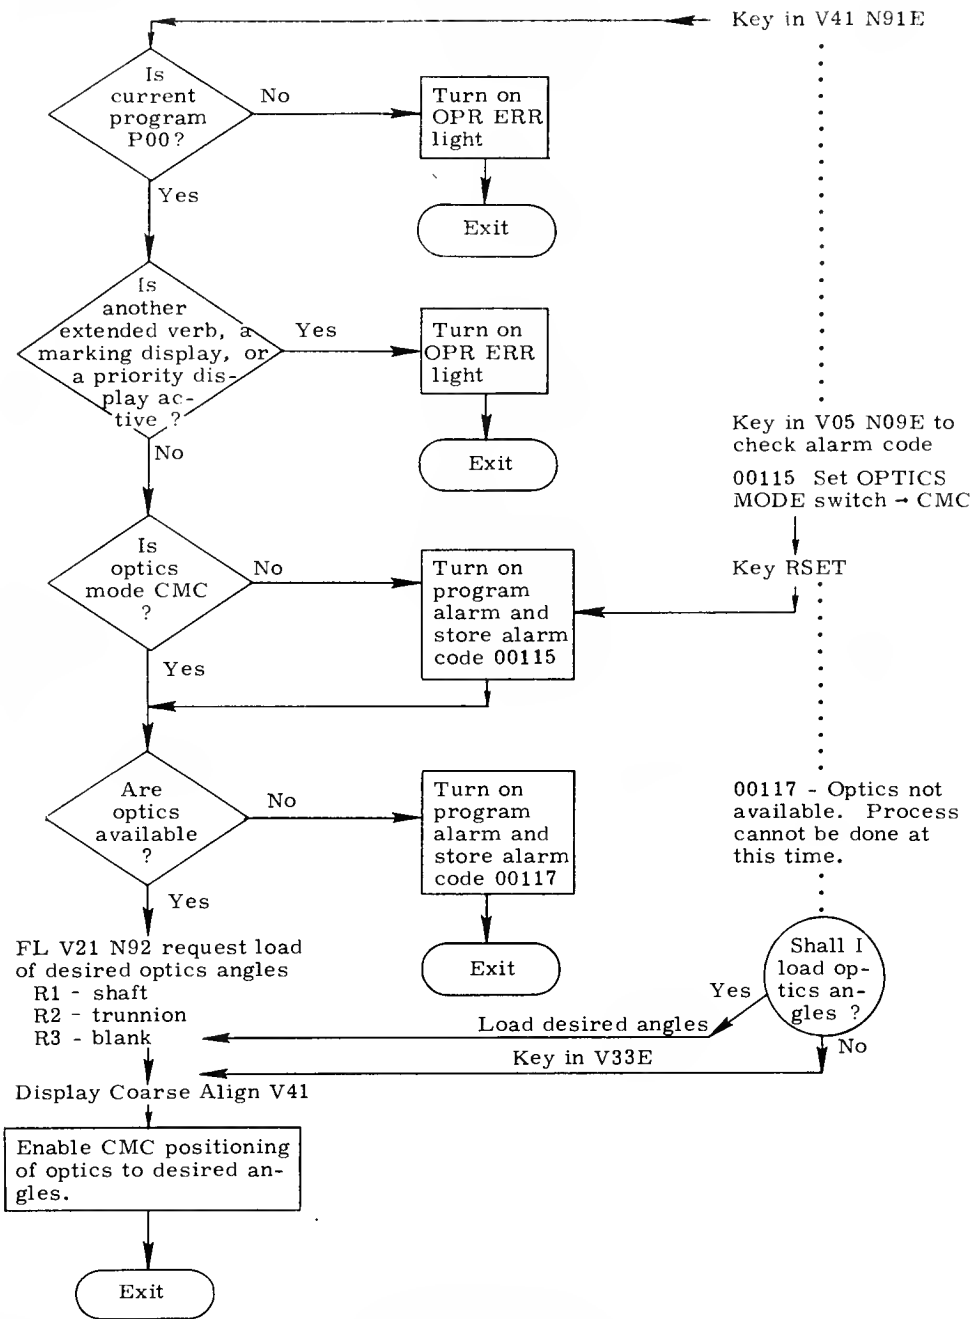 Key in V41 N91E
Is
current
program
P00?
No
Turn on
OPR ERR
light
Exit
Yes
Is
another
extended verb, a
marking display, or
a priority dis-
play ac-
tive ?
Yes
Turn on
OPR ERR
light
Exit
No
Key in V05 N09E to
check alarm code
00115 Set OPTICS
MODE switch → CMC
Key RSET
Is
optics
mode CMC
?
No
Turn on
program
alarm and
store alarm
code 00115
Yes
Are
optics
available
?
No
Turn on
program
alarm and
store alarm
code 00117
Exit
00117 - Optics not
available. Process
cannot be done at
this time.
Yes
FL V21 N92 request load
of desired optics angles
R1 - shaft
R2 - trunnion
R3 - blank
Shall I
load op-
tics an-
gles ?
Yes
Load desired angles
No
Key in V33E
Display Coarse Align V41
Enable CMC positioning
of optics to desired an-
gles.
Exit